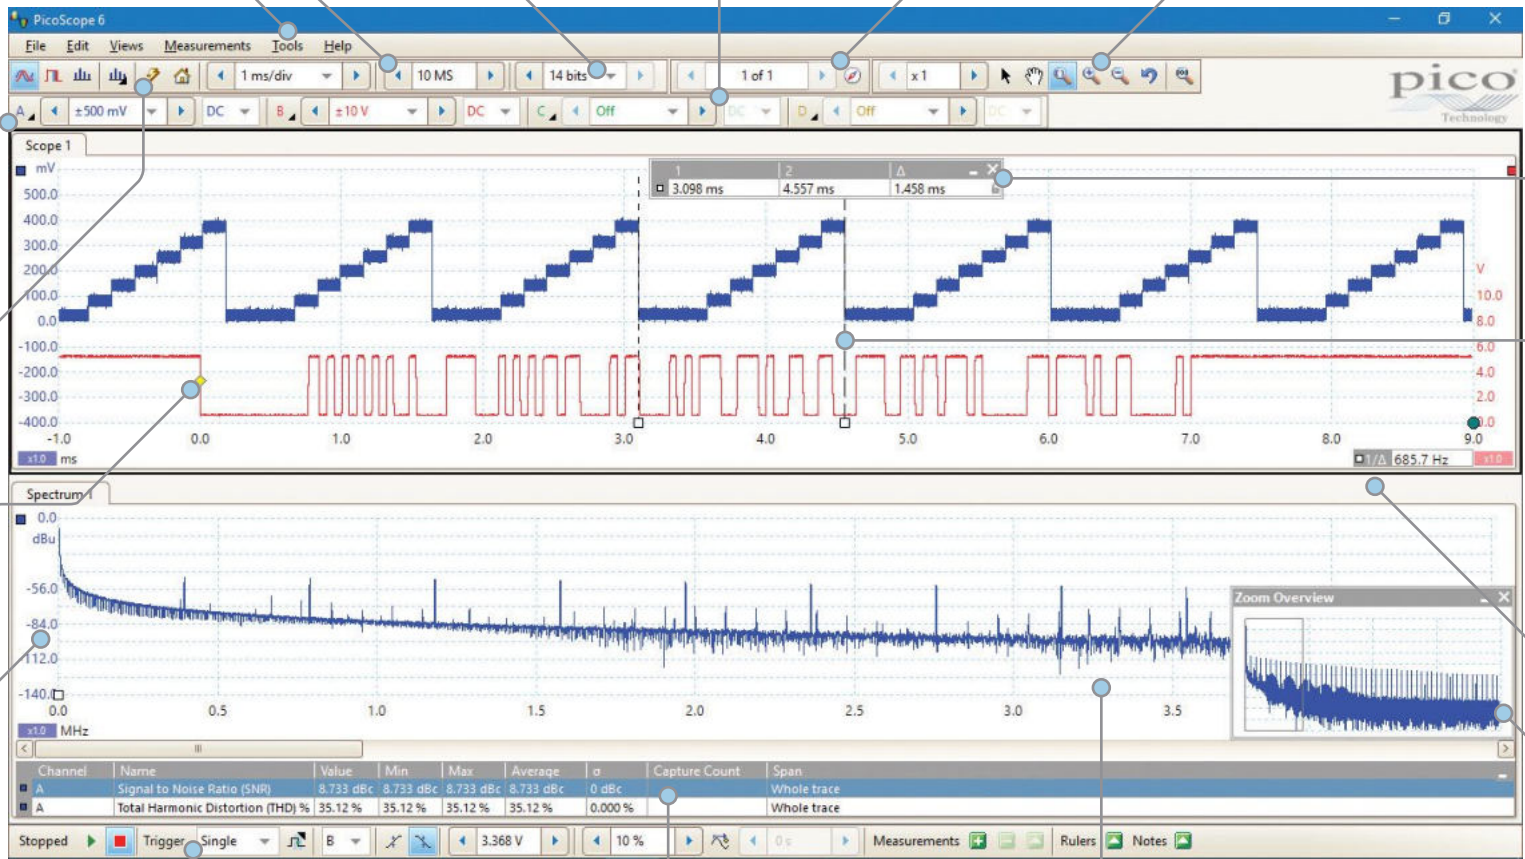 PicoScope 6
File Edit Views Measurements Tools Help
1 ms/div 10 MS 14 bits 1 of 1 x 1
pico
Technology
A ±500 mV DC B ±10 V DC C Off DC D Off DC
Scope 1
mV
1 2 Δ
3.098 ms 4.557 ms 1.458 ms
500.0
400.0
300.0
200.0
100.0
0.0
-100.0
-200.0
-300.0
-400.0
V
10.0
8.0
6.0
4.0
2.0
0.0
-1.0 0.0 1.0 2.0 3.0 4.0 5.0 6.0 7.0 8.0 9.0
x1.0 ms
1/Δ 685.7 Hz x1.0
Spectrum 1
0.0
dBu
-56.0
-84.0
-112.0
-140.0
0.0 0.5 1.0 1.5 2.0 2.5 3.0 3.5
x1.0 MHz
Zoom Overview
Channel Name Value Min Max Average σ Capture Count Span
A Signal to Noise Ratio (SNR) 8.733 dBc 8.733 dBc 8.733 dBc 8.733 dBc 0 dBc Whole trace
A Total Harmonic Distortion (THD) % 35.12 % 35.12 % 35.12 % 35.12 % 0.000 % Whole trace
Stopped Trigger Single B 3.368 V 10 % 0 s Measurements Rulers Notes